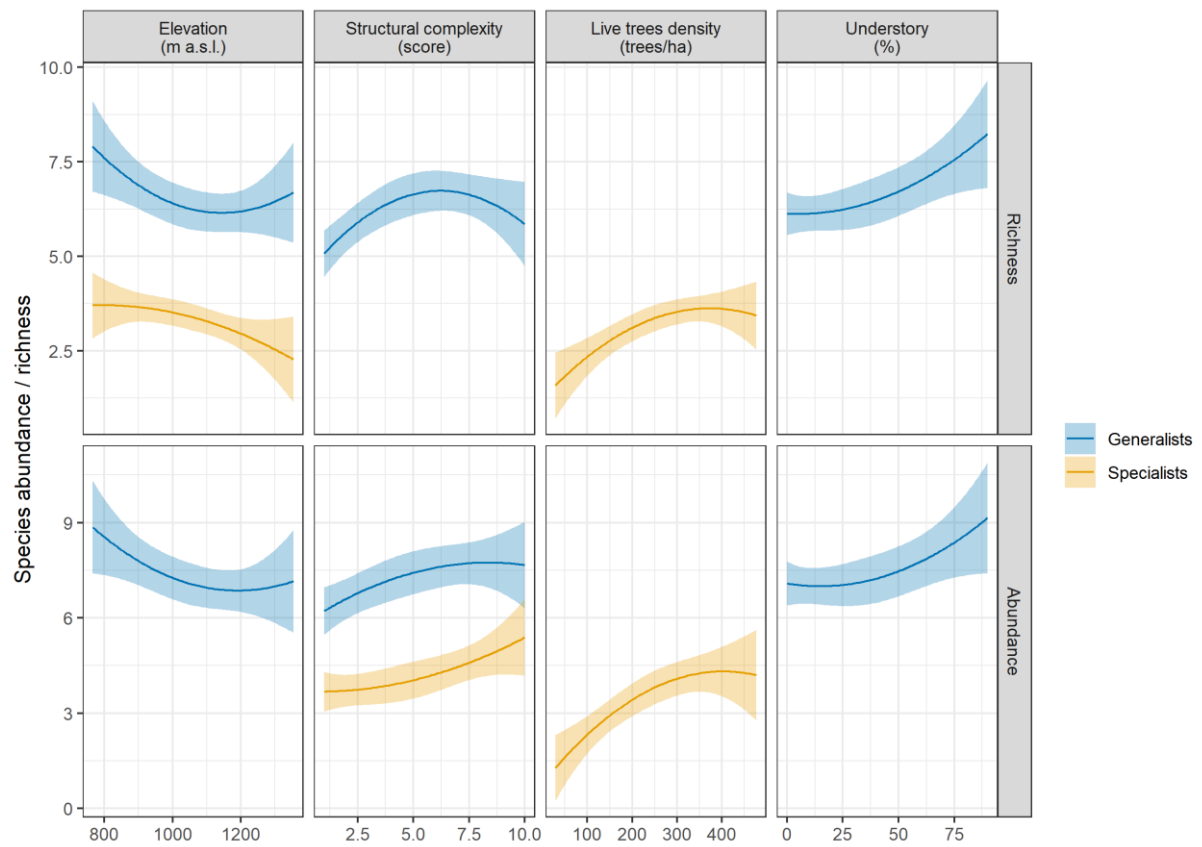 Elevation
(m a.s.l.)
Structural complexity
(score)
Live trees density
(trees/ha)
Understory
(%)
10.0
7.5
5.0
2.5
Richness
Species abundance / richness
Generalists
Specialists
9
6
3
0
Abundance
800 1000 1200
2.5 5.0 7.5 10.0
100 200 300 400
0 25 50 75